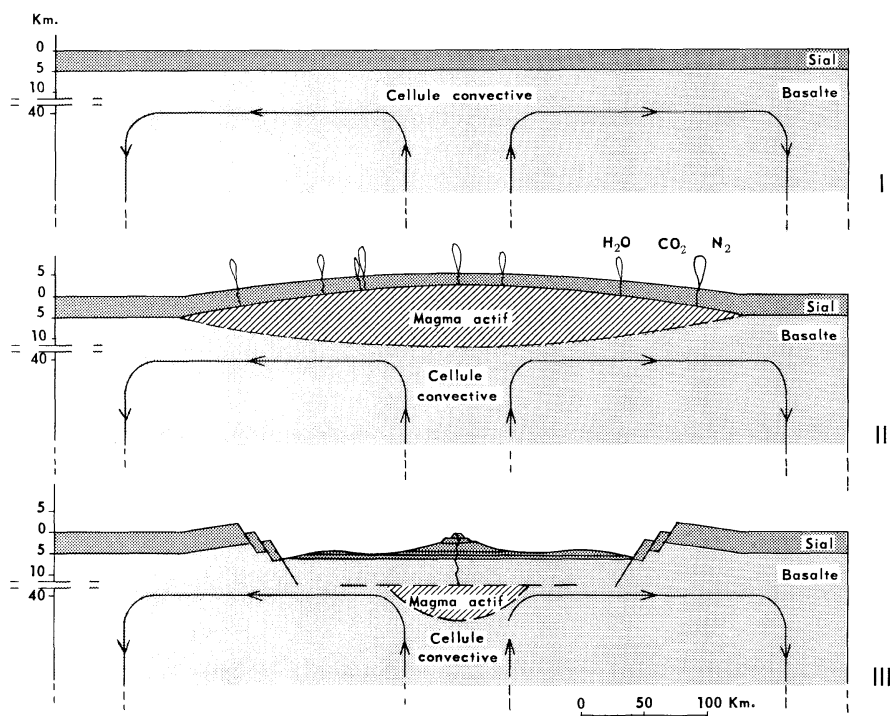 Km.
0
5
10
40
Sial
Basalte
Cellule convective
I
H₂O CO₂ N₂
5
0
5
10
40
Sial
Basalte
Magma actif
Cellule
convective
II
5
0
5
10
40
Sial
Basalte
Magma actif
Cellule
convective
III
0 50 100 Km.